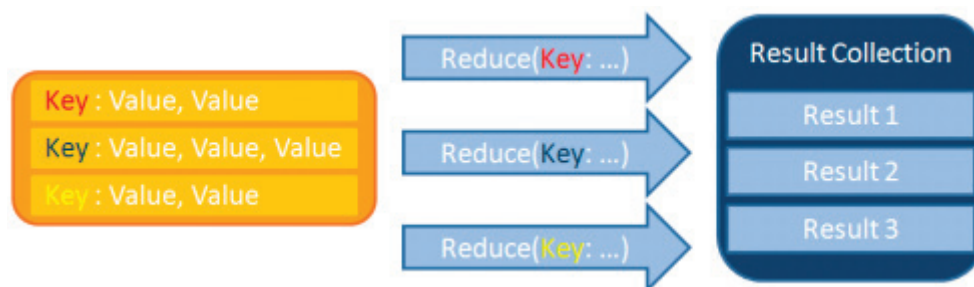 Key : Value, Value
Key : Value, Value, Value
Key : Value, Value
Reduce(Key: ...)
Reduce(Key: ...)
Reduce(Key: ...)
Result Collection
Result 1
Result 2
Result 3